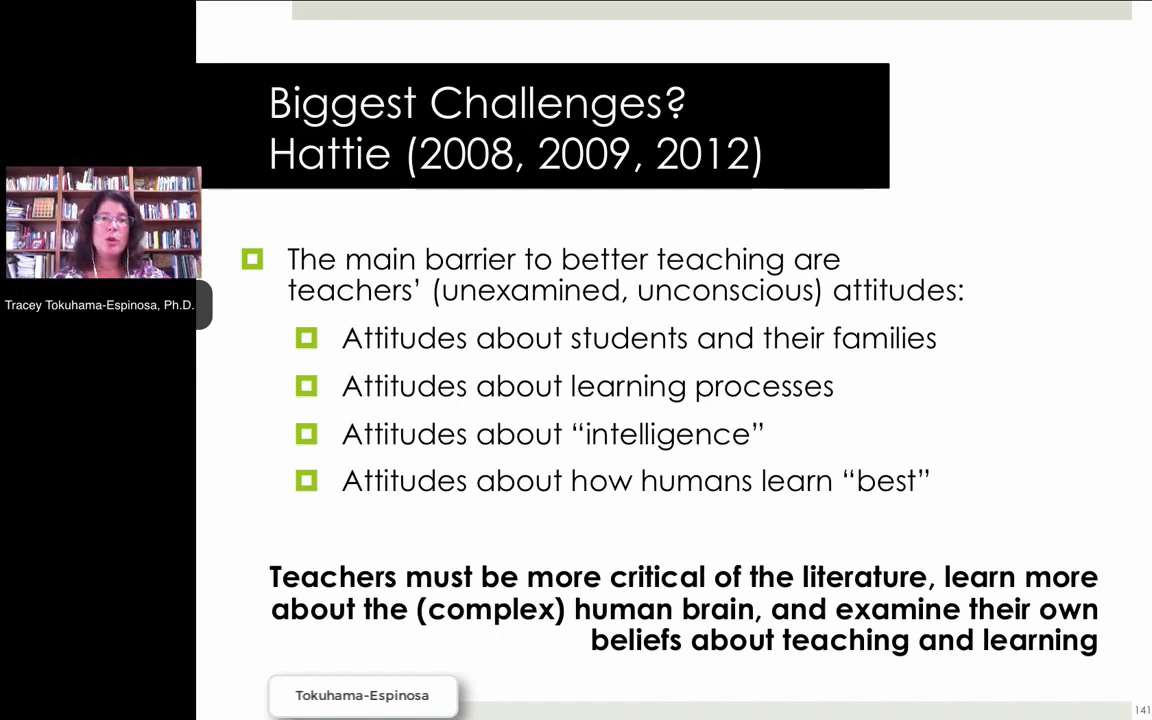 Biggest Challenges?
Hattie (2008, 2009, 2012)
Tracey Tokuhama-Espinosa, Ph.D.
The main barrier to better teaching are
teachers’ (unexamined, unconscious) attitudes:
Attitudes about students and their families
Attitudes about learning processes
Attitudes about “intelligence”
Attitudes about how humans learn “best”
Teachers must be more critical of the literature, learn more
about the (complex) human brain, and examine their own
beliefs about teaching and learning
Tokuhama-Espinosa
141